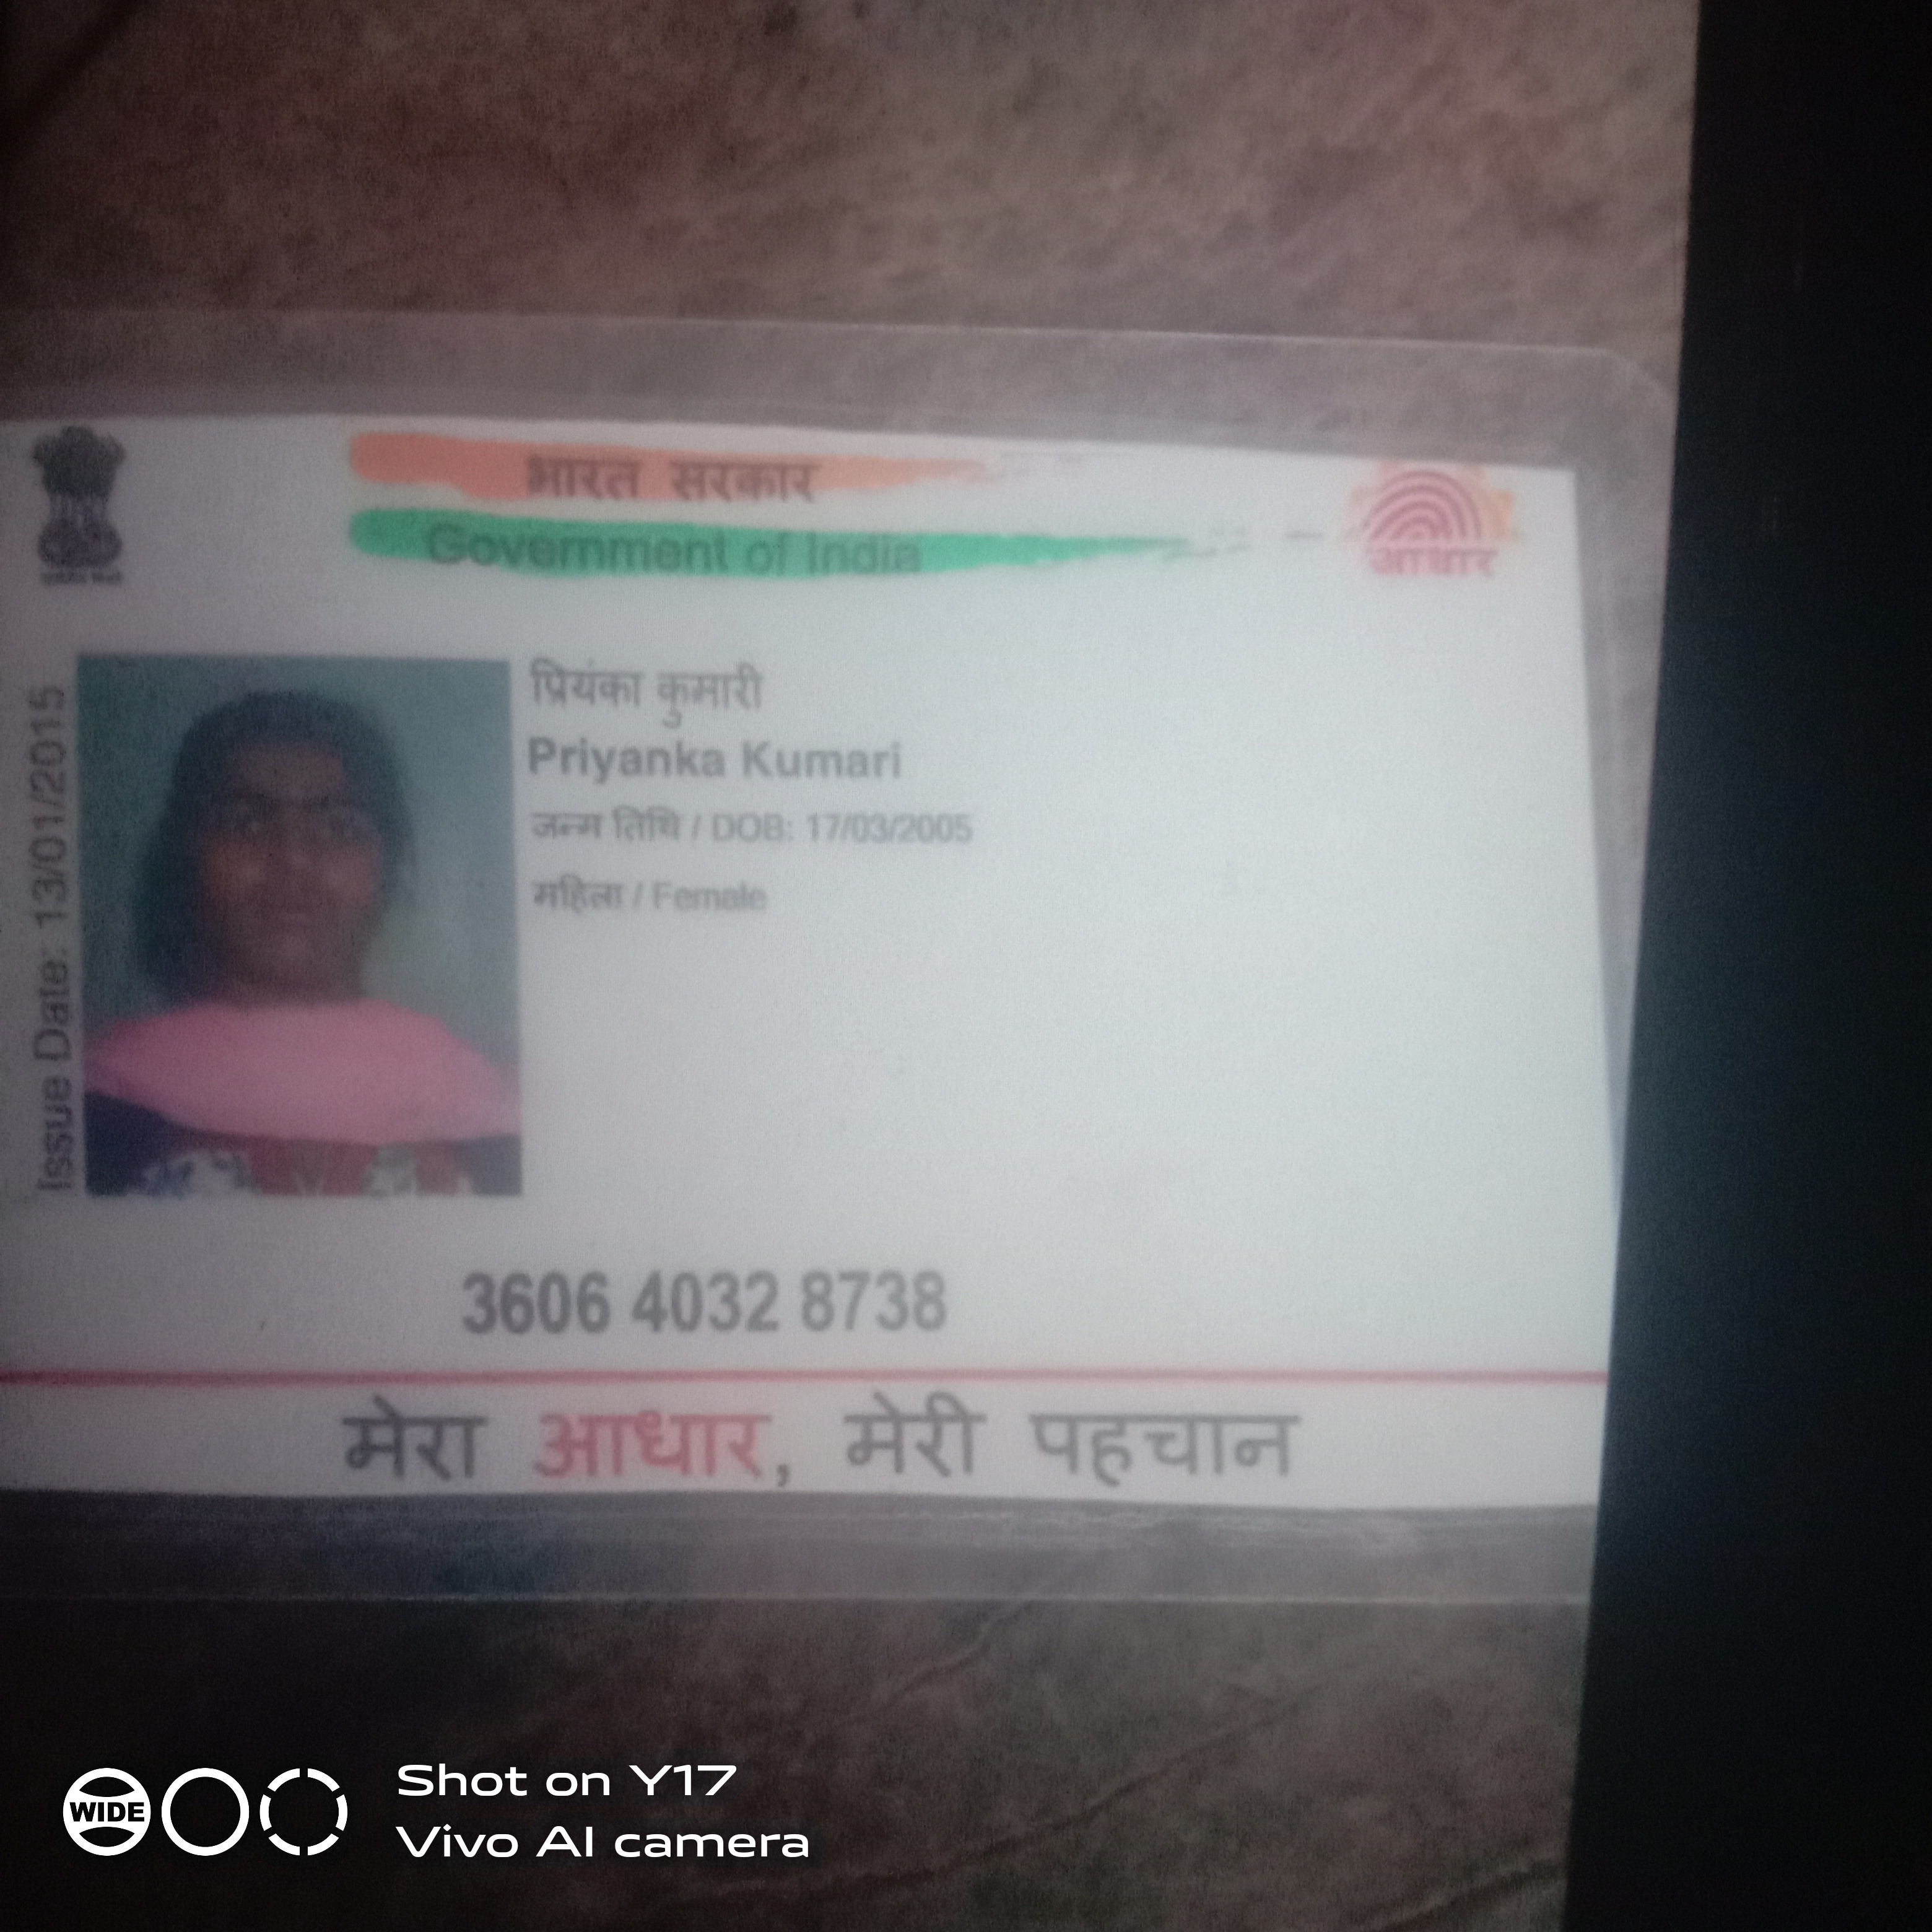 भारत सरकार
Government of India
आधार
Issue Date: 13/01/2015
प्रियंका कुमारी
Priyanka Kumari
जन्म तिथि / DOB: 17/03/2005
महिला / Female
3606 4032 8738
मेरा आधार, मेरी पहचान
WIDE
Shot on Y17
Vivo AI camera